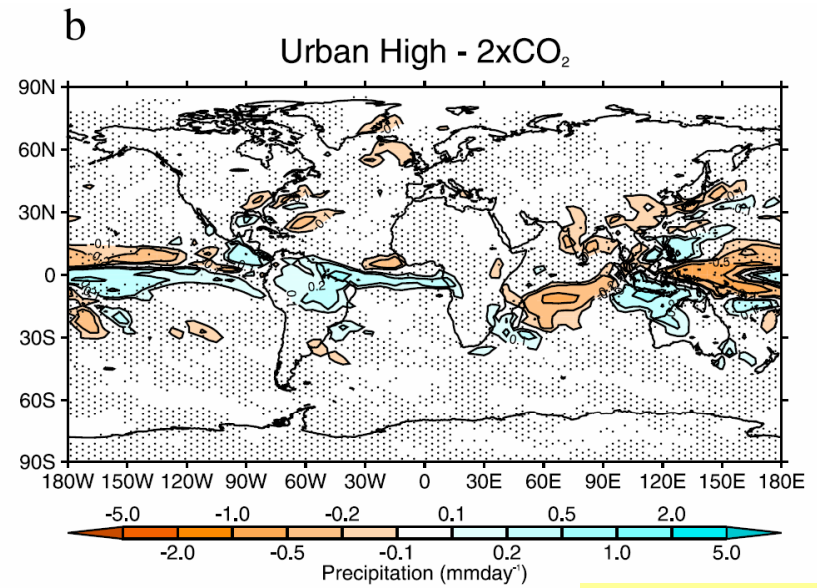 b
Urban High - 2xCO₂
90N
60N
30N
0
30S
60S
90S
180W 150W 120W 90W 60W 30W 0 30E 60E 90E 120E 150E 180E
-5.0 -1.0 -0.2 0.1 0.5 2.0
-2.0 -0.5 -0.1 0.2 1.0 5.0
Precipitation (mmday⁻¹)